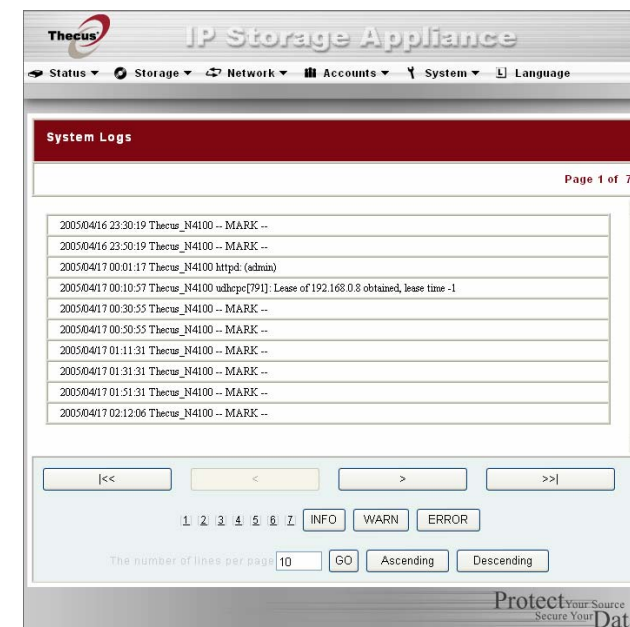 Thecus
IP Storage Appliance
Status Storage Network Accounts System L Language
System Logs
Page 1 of 7
2005/04/16 23:30:19 Thecus_N4100 -- MARK --
2005/04/16 23:50:19 Thecus_N4100 -- MARK --
2005/04/17 00:01:17 Thecus_N4100 httpd: (admin)
2005/04/17 00:10:57 Thecus_N4100 udhcpc[791]: Lease of 192.168.0.8 obtained, lease time -1
2005/04/17 00:30:55 Thecus_N4100 -- MARK --
2005/04/17 00:50:55 Thecus_N4100 -- MARK --
2005/04/17 01:11:31 Thecus_N4100 -- MARK --
2005/04/17 01:31:31 Thecus_N4100 -- MARK --
2005/04/17 01:51:31 Thecus_N4100 -- MARK --
2005/04/17 02:12:06 Thecus_N4100 -- MARK --
|<< < > >>|
1 2 3 4 5 6 7 INFO WARN ERROR
The number of lines per page 10 GO Ascending Descending
Protect Your Source
Secure Your Dat